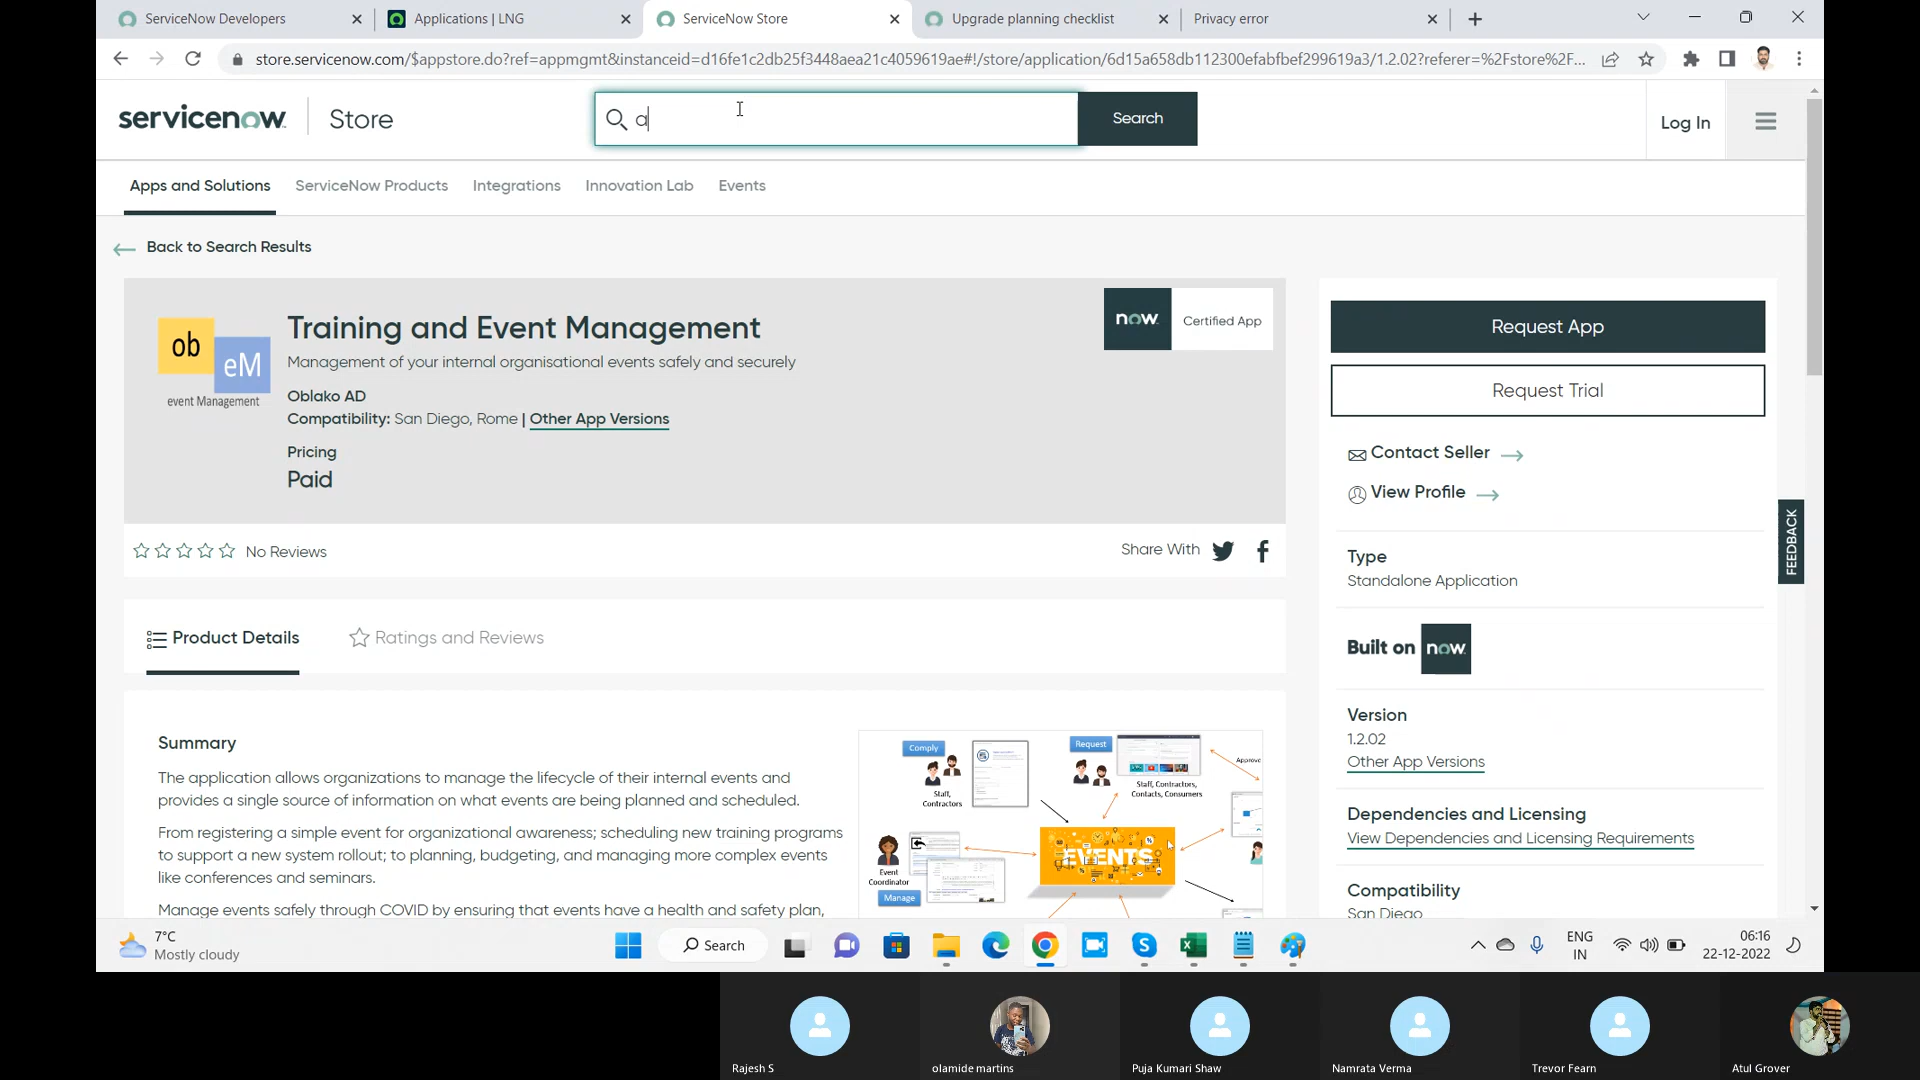 ServiceNow Developers
Applications | LNG
ServiceNow Store
Upgrade planning checklist
Privacy error
store.servicenow.com/$appstore.do?ref=appmgmt&instanceid=d16fe1c2db25f3448aea21c4059619ae#!/store/application/6d15a658db112300efabfbef299619a3/1.2.02?referer=%2Fstore%2F...
servicenow
Store
a
Search
Log In
Apps and Solutions
ServiceNow Products
Integrations
Innovation Lab
Events
Back to Search Results
ob
eM
event Management
Training and Event Management
Management of your internal organisational events safely and securely
Oblako AD
Compatibility: San Diego, Rome | Other App Versions
Pricing
Paid
now.
Certified App
Request App
Request Trial
Contact Seller
View Profile
No Reviews
Share With
Type
Standalone Application
FEEDBACK
Product Details
Ratings and Reviews
Built on now.
Version
1.2.02
Other App Versions
Dependencies and Licensing
View Dependencies and Licensing Requirements
Compatibility
San Diego
Summary
The application allows organizations to manage the lifecycle of their internal events and
provides a single source of information on what events are being planned and scheduled.
From registering a simple event for organizational awareness; scheduling new training programs
to support a new system rollout; to planning, budgeting, and managing more complex events
like conferences and seminars.
Manage events safely through COVID by ensuring that events have a health and safety plan,
Comply
Staff,
Contractors
Request
Staff, Contractors,
Contacts, Consumers
Approvc
Event
Coordinator
Manage
EVENTS
7°C
Mostly cloudy
Search
ENG
IN
06:16
22-12-2022
Rajesh S
olamide martins
Puja Kumari Shaw
Namrata Verma
Trevor Fearn
Atul Grover